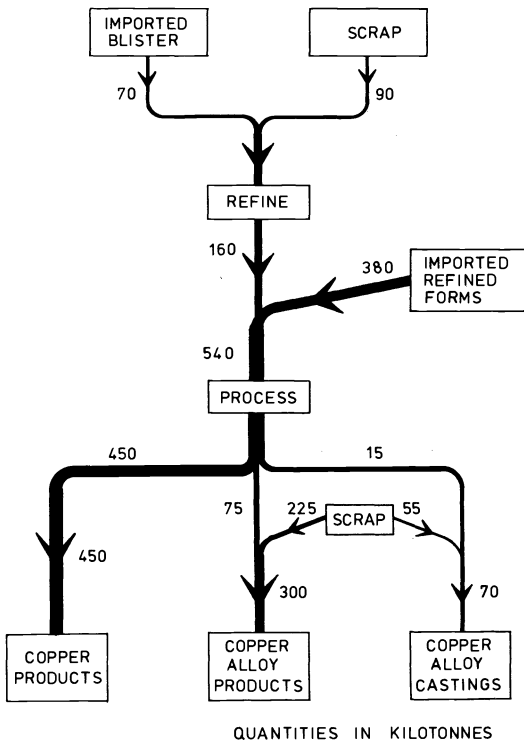 IMPORTED
BLISTER
SCRAP
70
90
REFINE
160
380
IMPORTED
REFINED
FORMS
540
PROCESS
450
15
75
225
SCRAP
55
450
300
70
COPPER
PRODUCTS
COPPER
ALLOY
PRODUCTS
COPPER
ALLOY
CASTINGS
QUANTITIES IN KILOTONNES